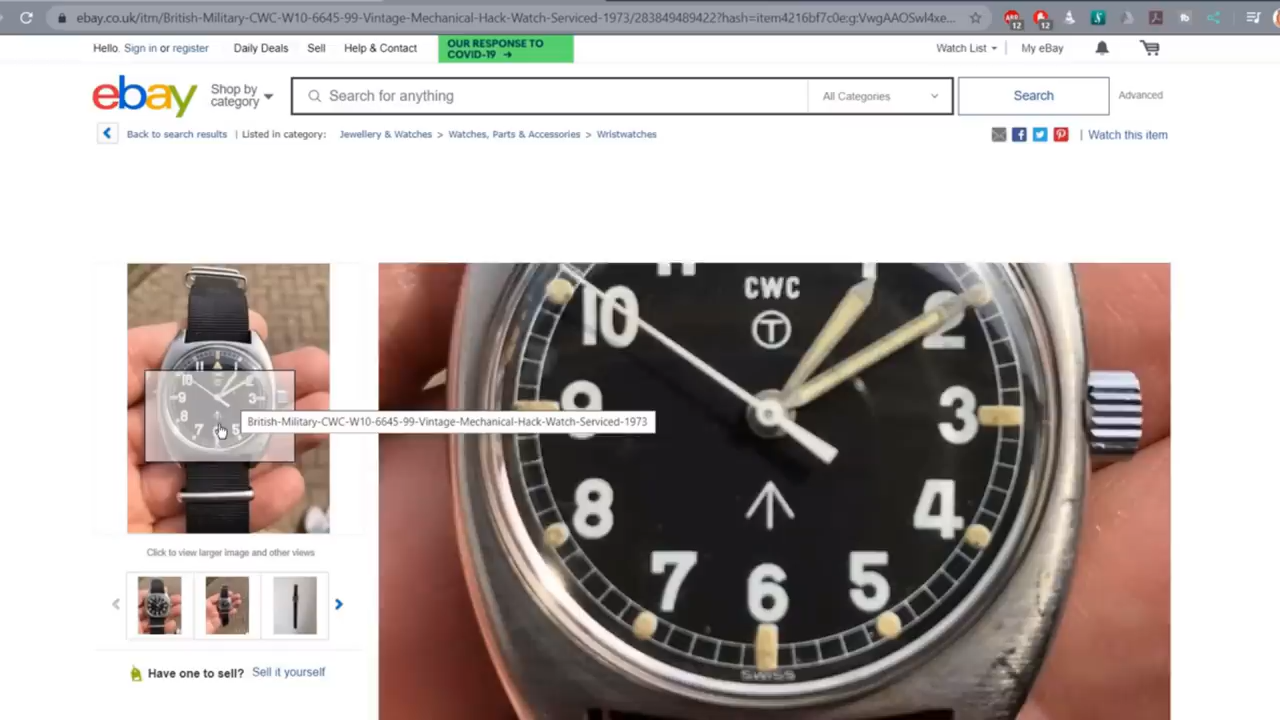 ebay.co.uk/itm/British-Military-CWC-W10-6645-99-Vintage-Mechanical-Hack-Watch-Serviced-1973/283849489422?hash=item4216bf7c0e:g:VwgAAOSwl4xe...
12
12
Hello. Sign in or register
Daily Deals
Sell
Help & Contact
OUR RESPONSE TO
COVID-19 →
Watch List
My eBay
ebay
Shop by
category
Search for anything
All Categories
Search
Advanced
Back to search results | Listed in category:
Jewellery & Watches > Watches, Parts & Accessories > Wristwatches
| Watch this item
CWC
T
10
2
9
3
8
4
7
6
5
SWISS
British-Military-CWC-W10-6645-99-Vintage-Mechanical-Hack-Watch-Serviced-1973
Click to view larger image and other views
Have one to sell? Sell it yourself